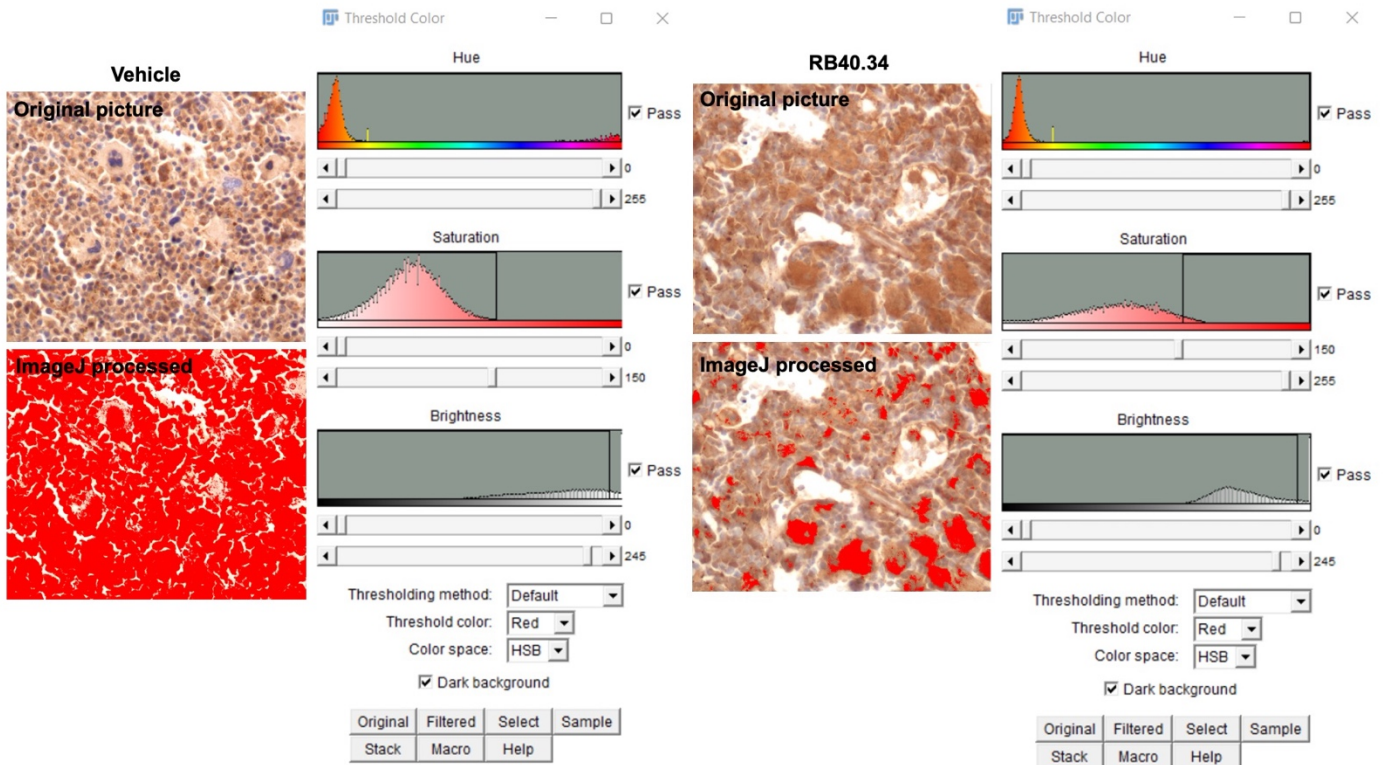 Threshold Color
Vehicle
Original picture
ImageJ processed
Hue
Pass
0
255
Saturation
Pass
0
150
Brightness
Pass
0
245
Thresholding method: Default
Threshold color: Red
Color space: HSB
Dark background
Original Filtered Select Sample
Stack Macro Help
Threshold Color
RB40.34
Original picture
ImageJ processed
Hue
Pass
0
255
Saturation
Pass
150
255
Brightness
Pass
0
245
Thresholding method: Default
Threshold color: Red
Color space: HSB
Dark background
Original Filtered Select Sample
Stack Macro Help